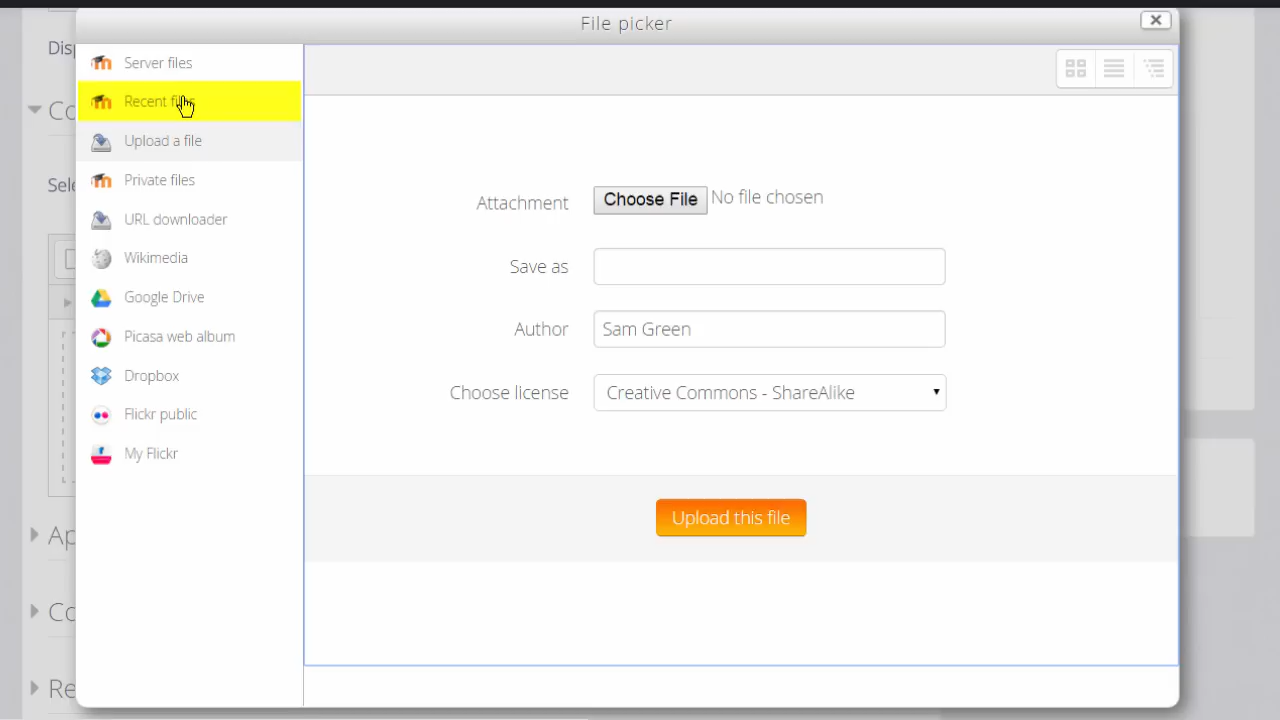 File picker
Server files
Recent files
Upload a file
Private files
URL downloader
Wikimedia
Google Drive
Picasa web album
Dropbox
Flickr public
My Flickr
Attachment
Choose File
No file chosen
Save as
Author
Sam Green
Choose license
Creative Commons - ShareAlike
Upload this file